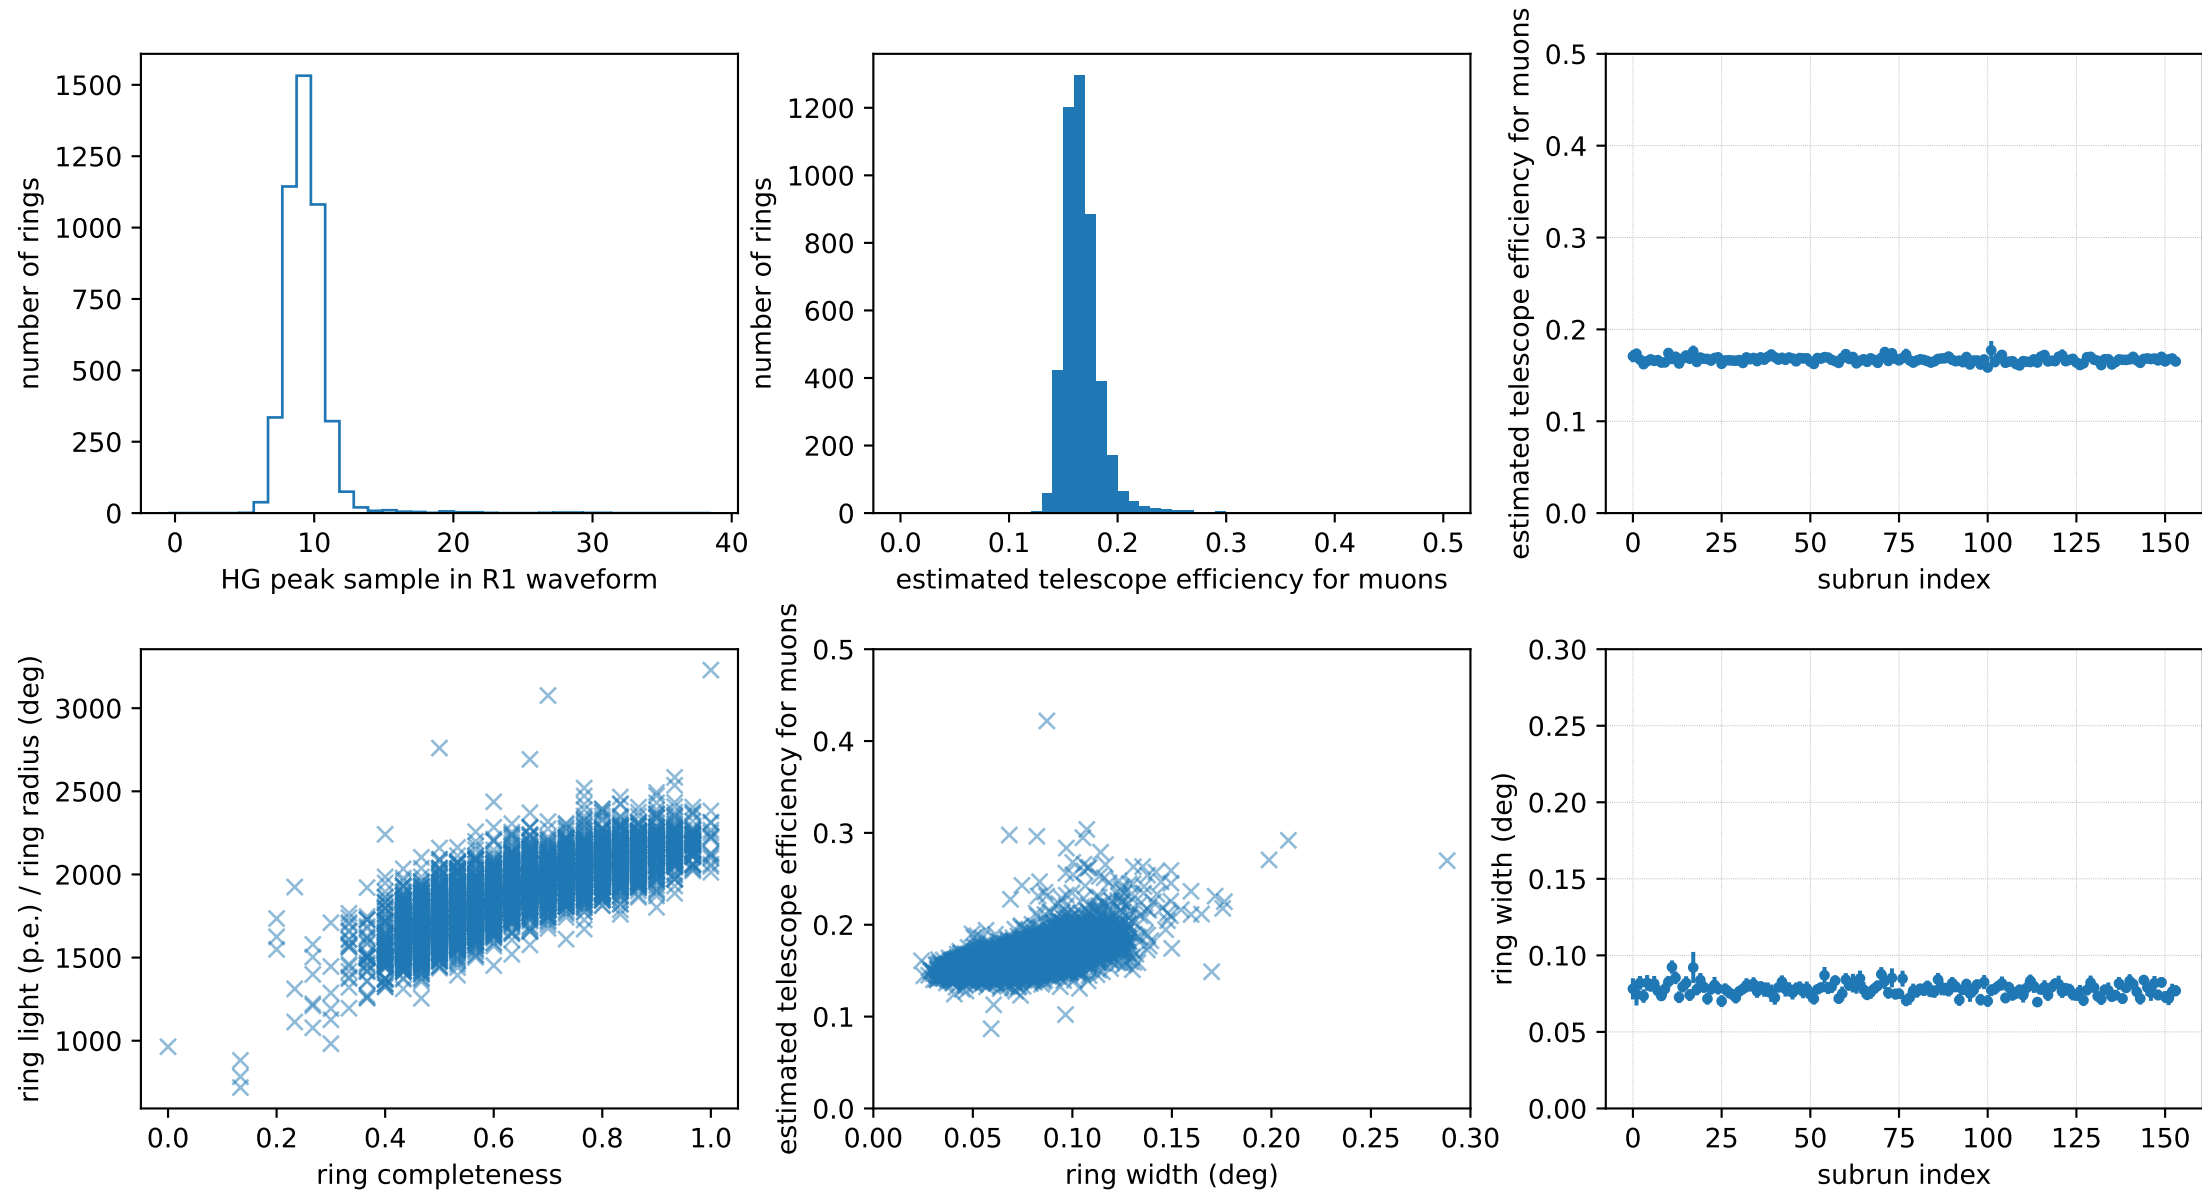 number of rings
1500
1250
1000
750
500
250
0
0 10 20 30 40
HG peak sample in R1 waveform
number of rings
1200
1000
800
600
400
200
0
0.0 0.1 0.2 0.3 0.4 0.5
estimated telescope efficiency for muons
estimated telescope efficiency for muons
0.5
0.4
0.3
0.2
0.1
0.0
0 25 50 75 100 125 150
subrun index
ring light (p.e.) / ring radius (deg)
3000
2500
2000
1500
1000
0.0 0.2 0.4 0.6 0.8 1.0
ring completeness
estimated telescope efficiency for muons
0.5
0.4
0.3
0.2
0.1
0.0
0.00 0.05 0.10 0.15 0.20 0.25 0.30
ring width (deg)
ring width (deg)
0.30
0.25
0.20
0.15
0.10
0.05
0.00
0 25 50 75 100 125 150
subrun index